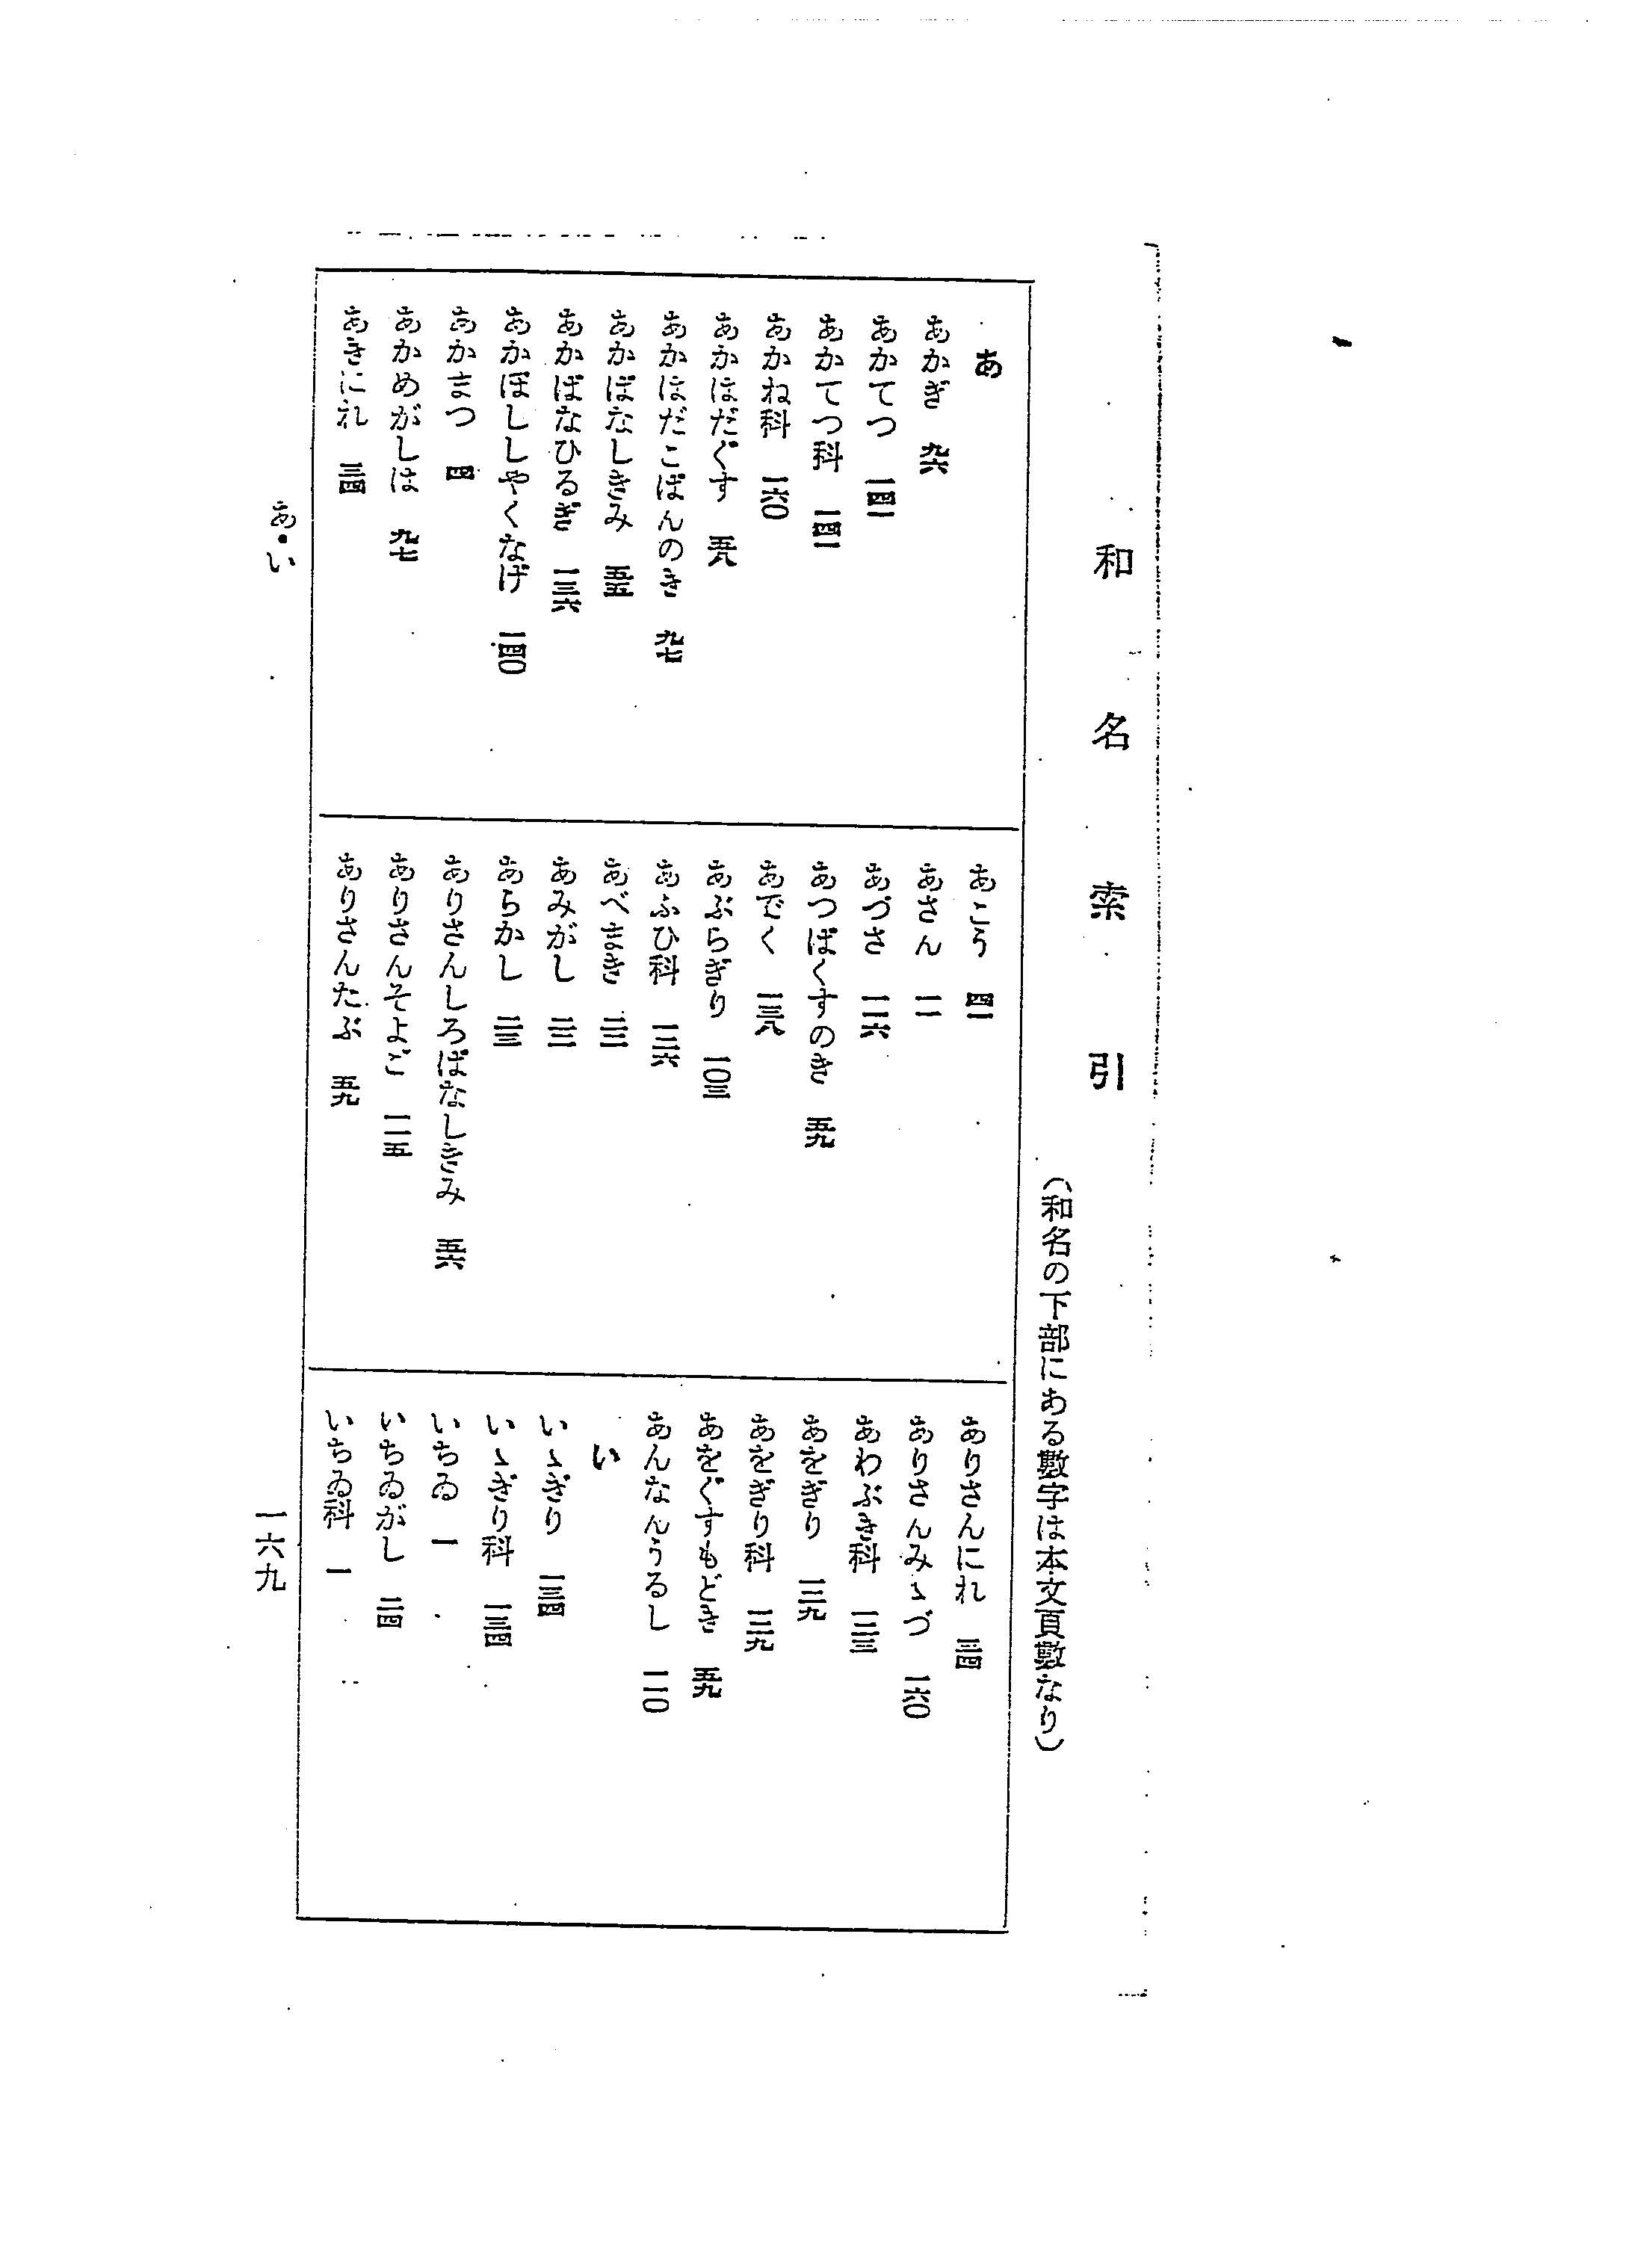 和名索引
（和名の下部にある數字は本文頁數なり）
あ
あかぎ 九六
あかてつ 一四一
あかてつ科 一四一
あかね科 一六〇
あかはだぐす 五八
あかはだこばんのき 九七
あかばなしきみ 五五
あかばなひるぎ 一三六
あかぼししやくなげ 一四〇
あかまつ 四
あかめがしは 九七
あきにれ 三四
あこう 四一
あさん 一一
あづさ 一一六
あつばくすのき 五九
あでく 一三八
あぶらぎり 一〇三
あふひ科 一二六
あべまき 二二
あみがし 二二
あらかし 二三
ありさんしろばなしきみ 五六
ありさんそよご 一一五
ありさんたぶ 五九
ありさんにれ 三四
ありさんみゝづ 一六〇
あわぶき科 一二三
あをぎり 一二九
あをぎり科 一二九
あをぐすもどき 五九
あんなんうるし 一一〇
い
いゝぎり 一三四
いゝぎり科 一三四
いちゐ 一
いちゐがし 二四
いちゐ科 一
あ・い
一六九